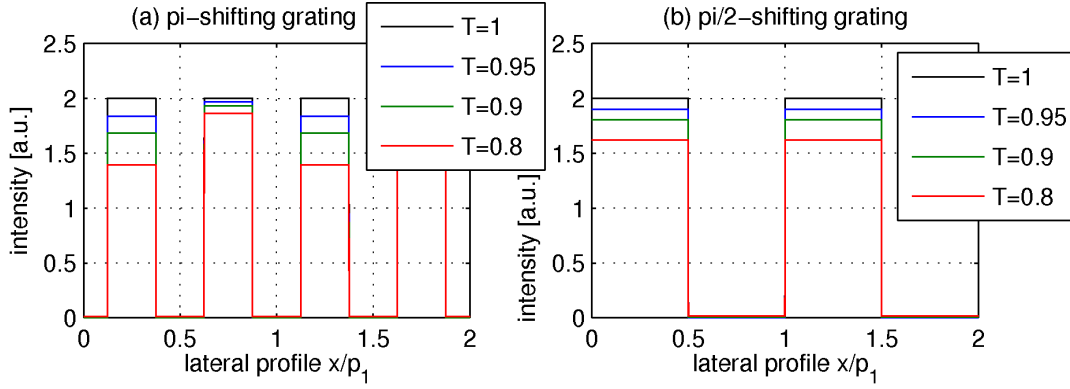 (a) pi−shifting grating
2.5
2
1.5
1
0.5
0
0
0.5
1
1.5
2
intensity [a.u.]
lateral profile x/p1
T=1
T=0.95
T=0.9
T=0.8
(b) pi/2−shifting grating
2.5
2
1.5
1
0.5
0
0
0.5
1
1.5
2
intensity [a.u.]
lateral profile x/p1
T=1
T=0.95
T=0.9
T=0.8